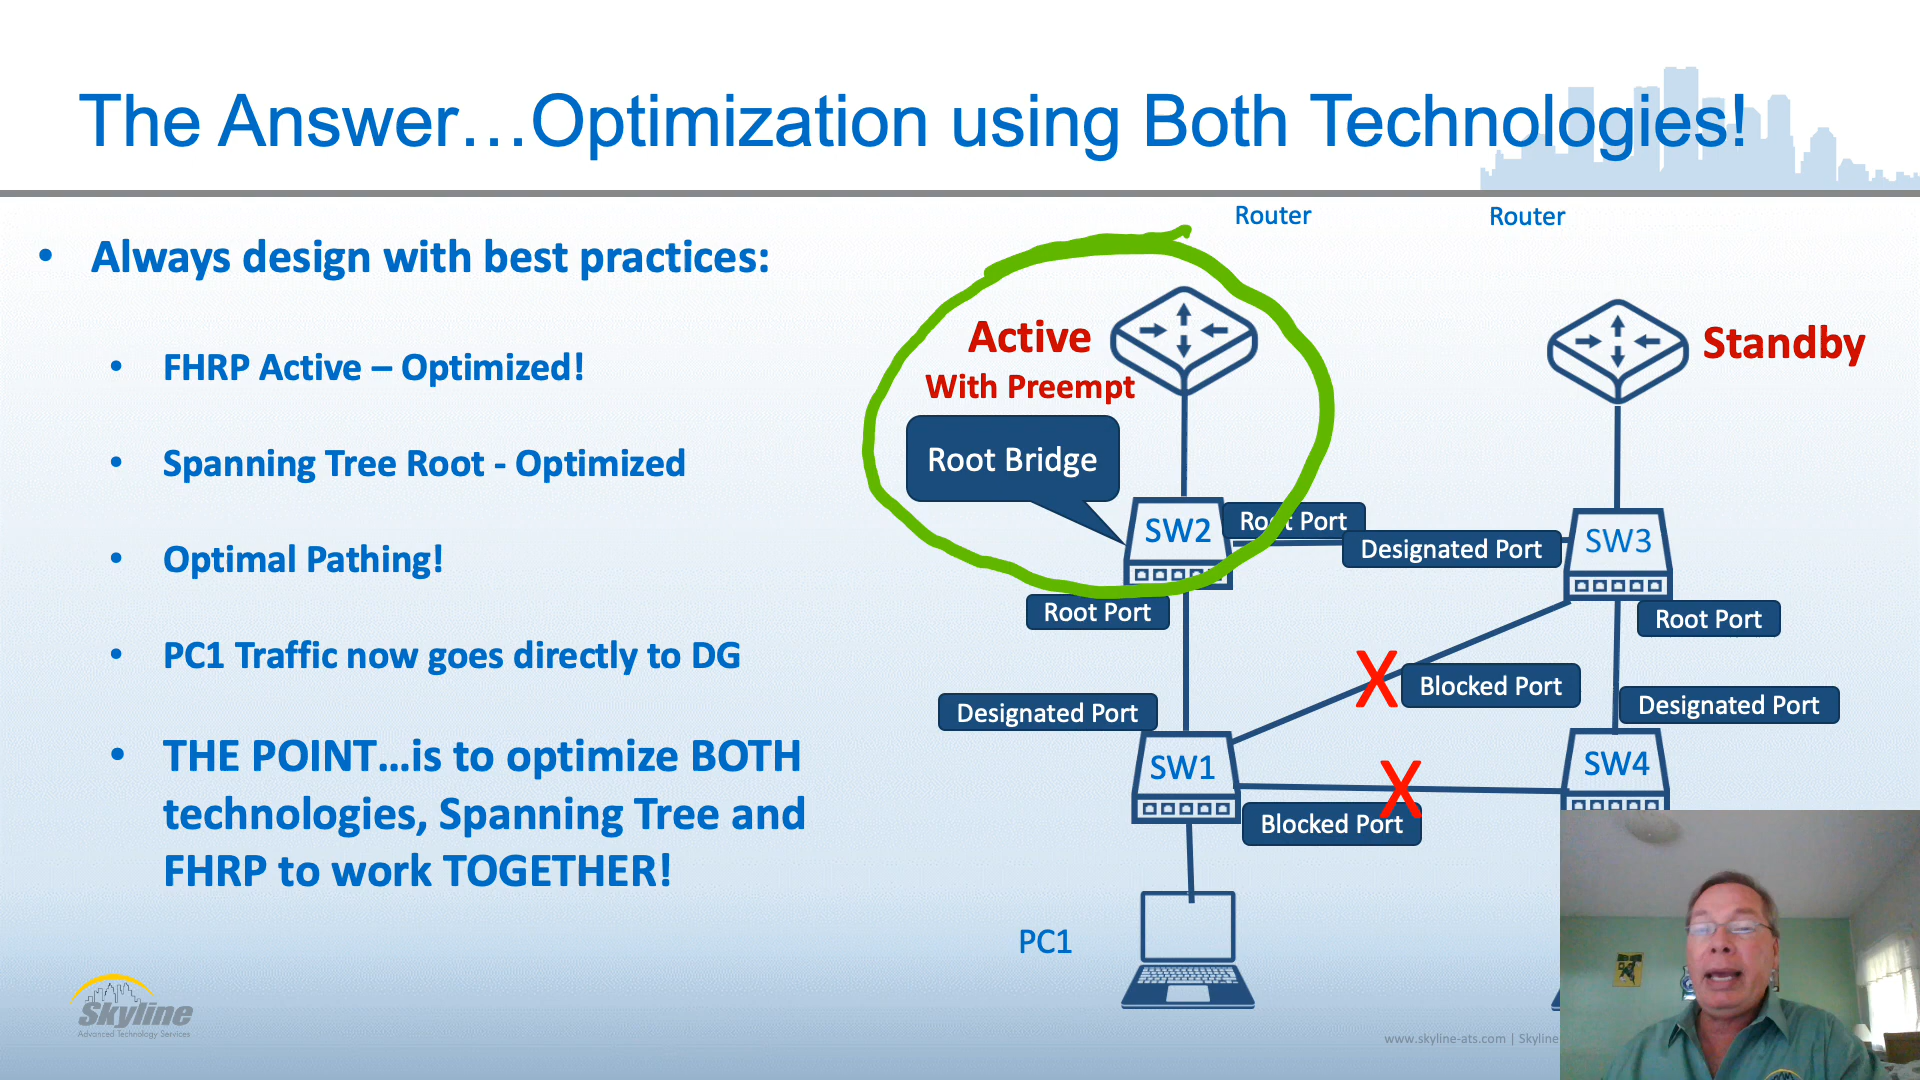 The Answer…Optimization using Both Technologies!
• Always design with best practices:
• FHRP Active – Optimized!
• Spanning Tree Root - Optimized
• Optimal Pathing!
• PC1 Traffic now goes directly to DG
• THE POINT…is to optimize BOTH
technologies, Spanning Tree and
FHRP to work TOGETHER!
Router
Router
Active
With Preempt
Standby
Root Bridge
SW2
Root Port
Designated Port
SW3
Root Port
Root Port
Blocked Port
Designated Port
Designated Port
SW1
SW4
Blocked Port
PC1
Skyline
Advanced Technology Services
www.skyline-ats.com | Skyline